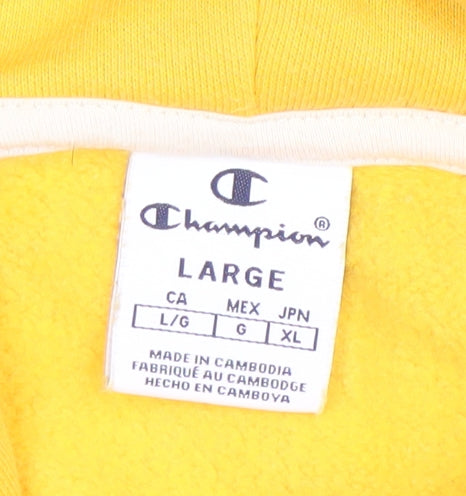 Champion®
LARGE
CA MEX JPN
L/G G XL
MADE IN CAMBODIA
FABRIQUÉ AU CAMBODGE
HECHO EN CAMBOYA